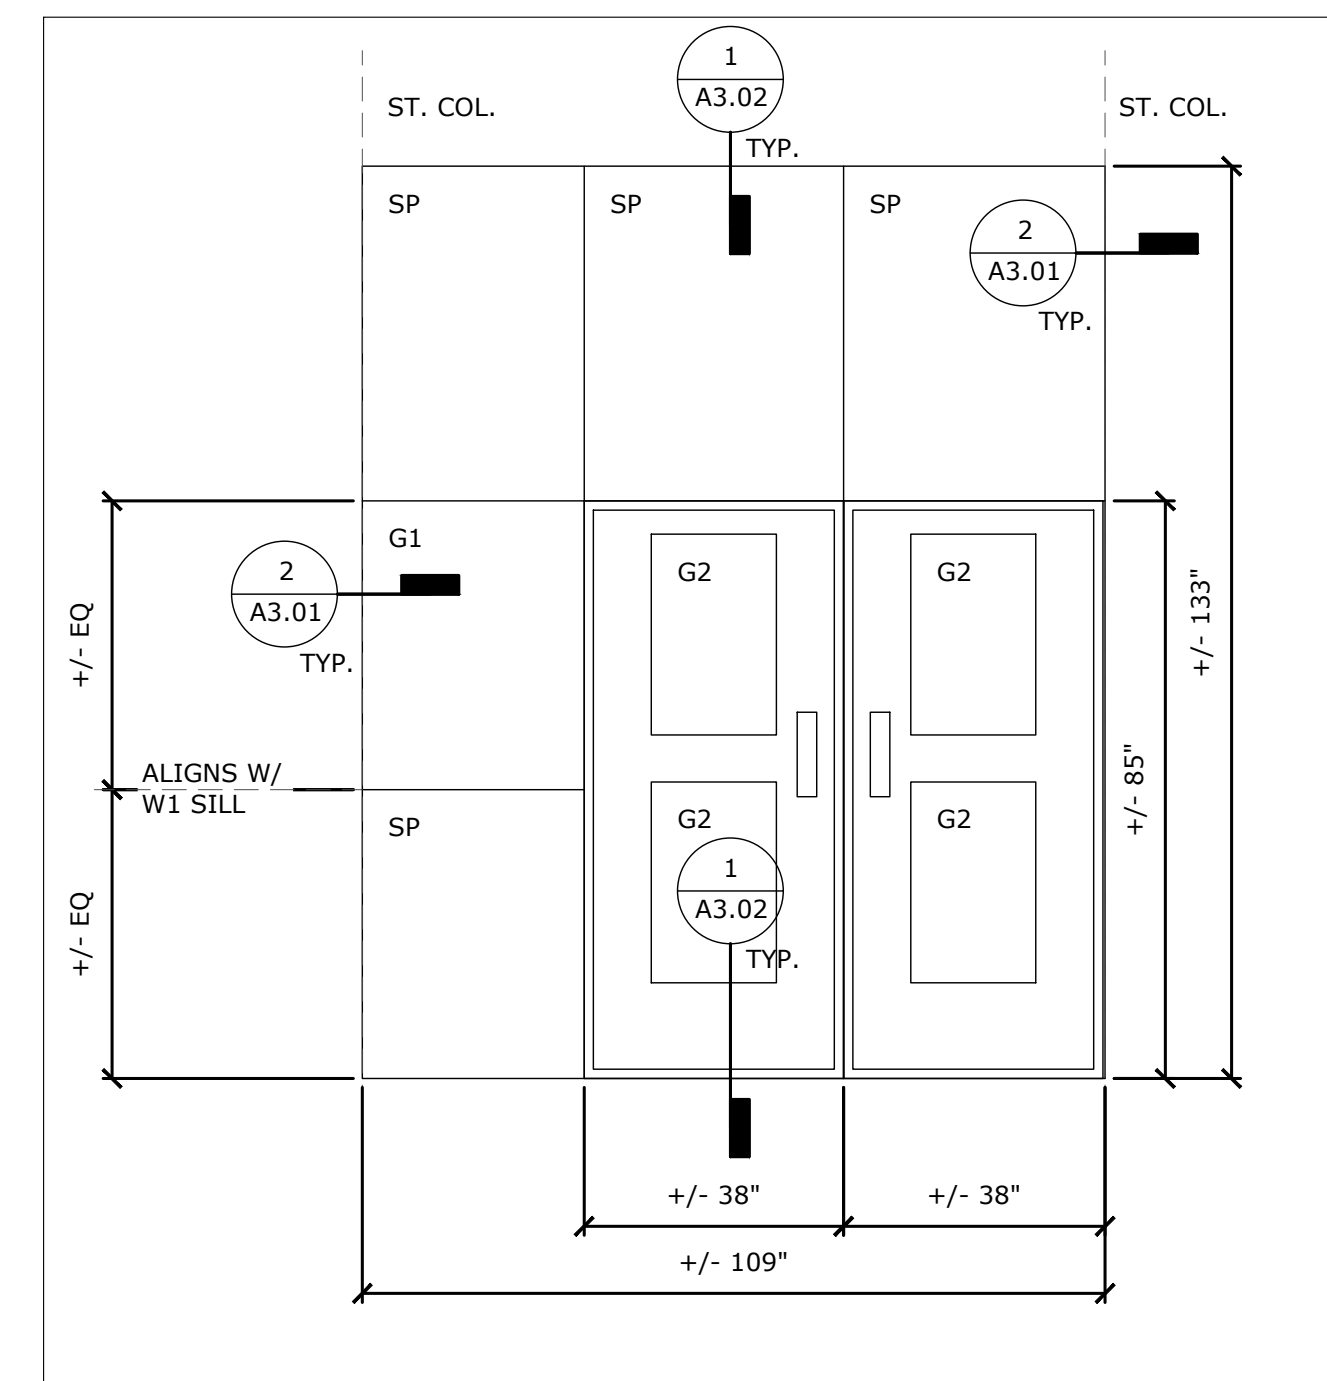 1
A3.02
TYP.
ST. COL.
ST. COL.
SP
SP
SP
2
A3.01
TYP.
G1
G2
G2
2
A3.01
TYP.
+/- EQ
+/- 133"
ALIGNS W/
W1 SILL
+/- 85"
SP
G2
G2
1
A3.02
TYP.
+/- EQ
+/- 38"
+/- 38"
+/- 109"